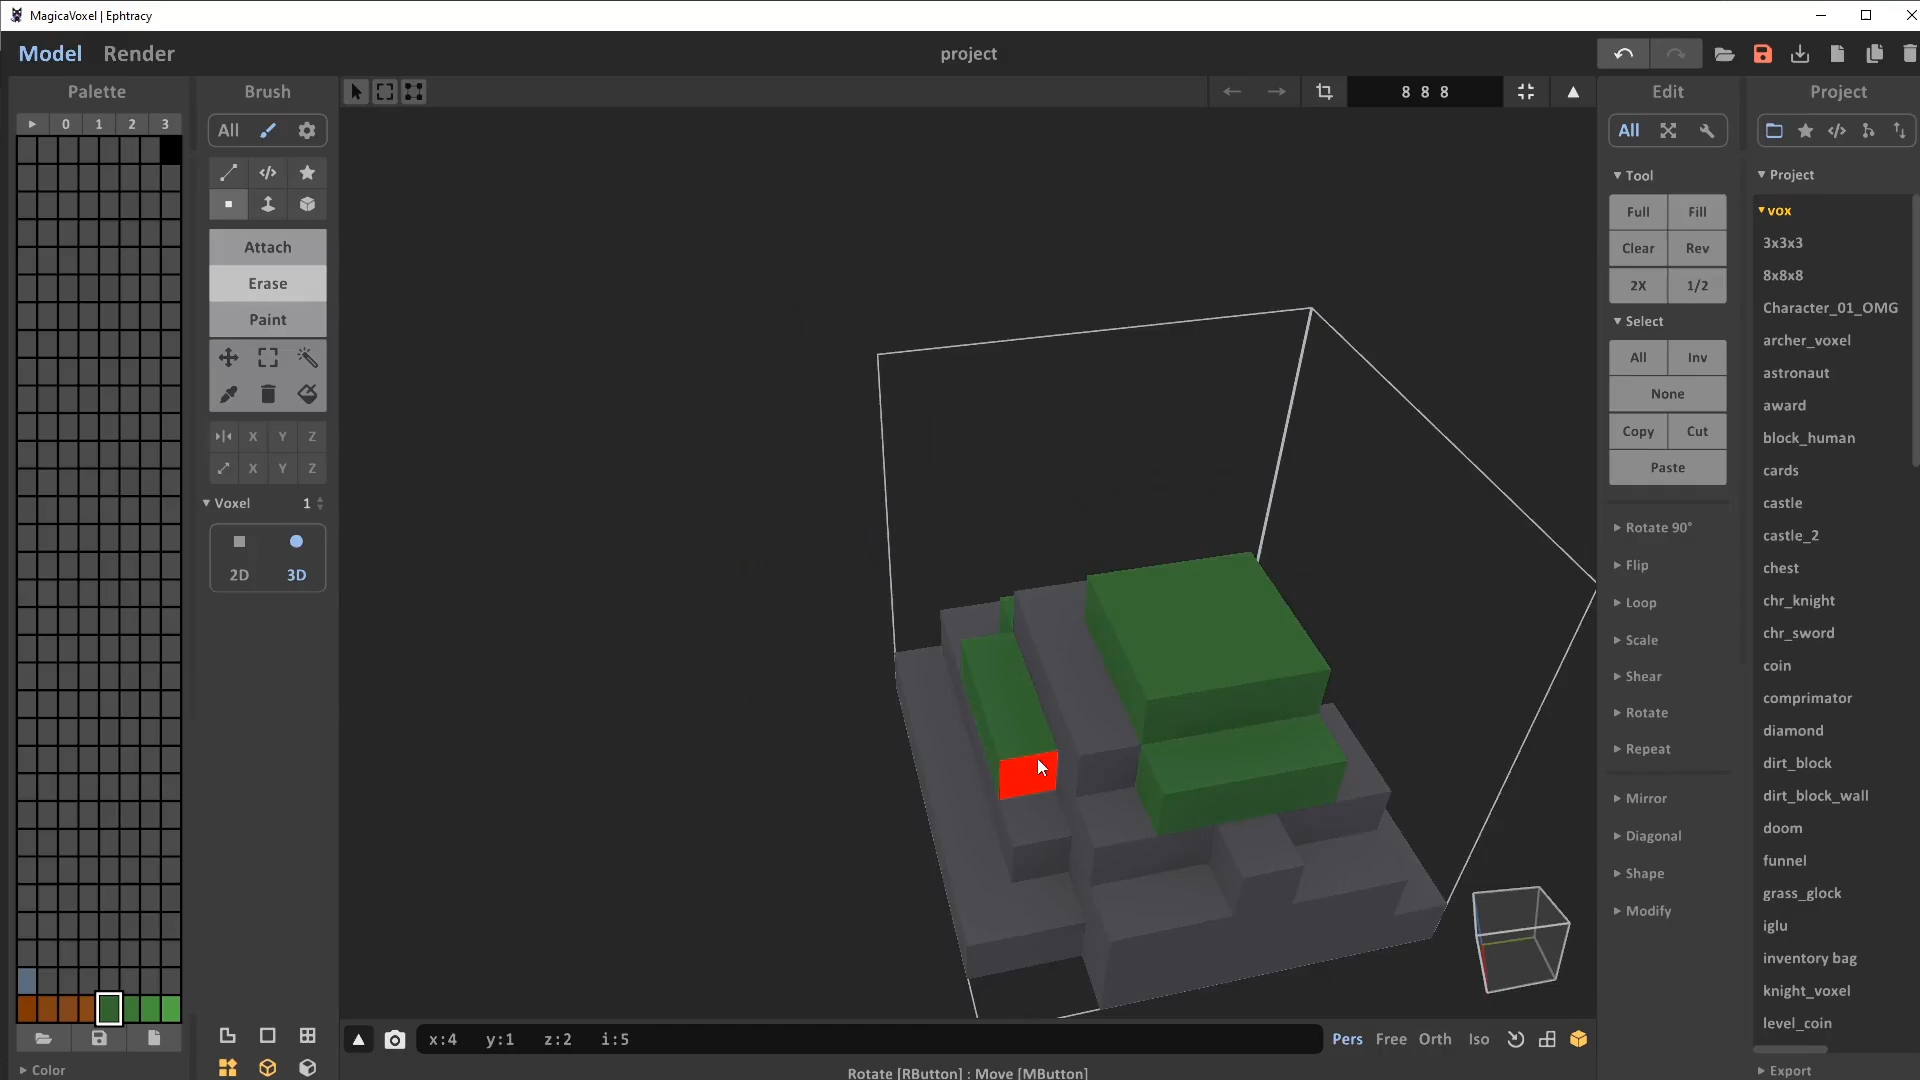 MagicaVoxel | Ephtracy
Model Render
project
Palette
0 1 2 3
Color
Brush
All
Attach
Erase
Paint
X Y Z
X Y Z
Voxel 1
2D 3D
8 8 8
x:4 y:1 z:2 i:5
Pers Free Orth Iso
Rotate [RButton] : Move [MButton]
Edit
All
Tool
Full Fill
Clear Rev
2X 1/2
Select
All Inv
None
Copy Cut
Paste
Rotate 90°
Flip
Loop
Scale
Shear
Rotate
Repeat
Mirror
Diagonal
Shape
Modify
Project
Project
vox
3x3x3
8x8x8
Character_01_OMG
archer_voxel
astronaut
award
block_human
cards
castle
castle_2
chest
chr_knight
chr_sword
coin
comprimator
diamond
dirt_block
dirt_block_wall
doom
funnel
grass_glock
iglu
inventory bag
knight_voxel
level_coin
Export